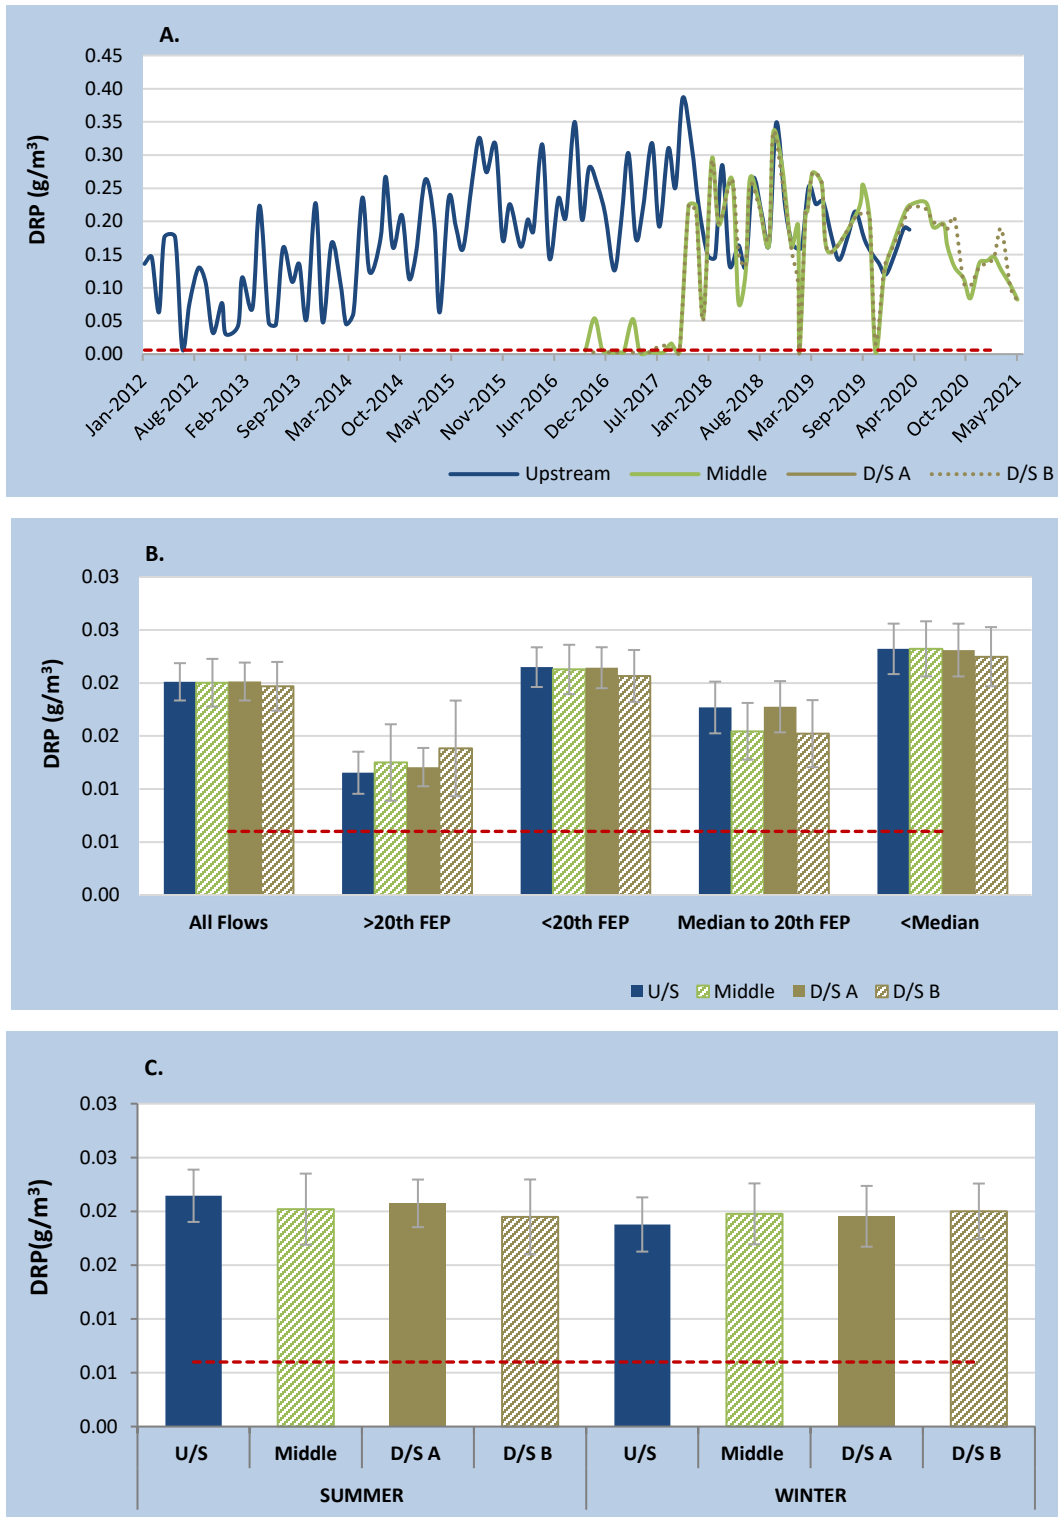 A.
DRP (g/m³)
0.45
0.40
0.35
0.30
0.25
0.20
0.15
0.10
0.05
0.00
Jan-2012
Aug-2012
Feb-2013
Sep-2013
Mar-2014
Oct-2014
May-2015
Nov-2015
Jun-2016
Dec-2016
Jul-2017
Jan-2018
Aug-2018
Mar-2019
Sep-2019
Apr-2020
Oct-2020
May-2021
Upstream Middle D/S A D/S B
B.
DRP (g/m³)
0.03
0.03
0.02
0.02
0.01
0.01
0.00
All Flows >20th FEP <20th FEP Median to 20th FEP <Median
U/S Middle D/S A D/S B
C.
DRP(g/m³)
0.03
0.03
0.02
0.02
0.01
0.01
0.00
U/S Middle D/S A D/S B U/S Middle D/S A D/S B
SUMMER WINTER